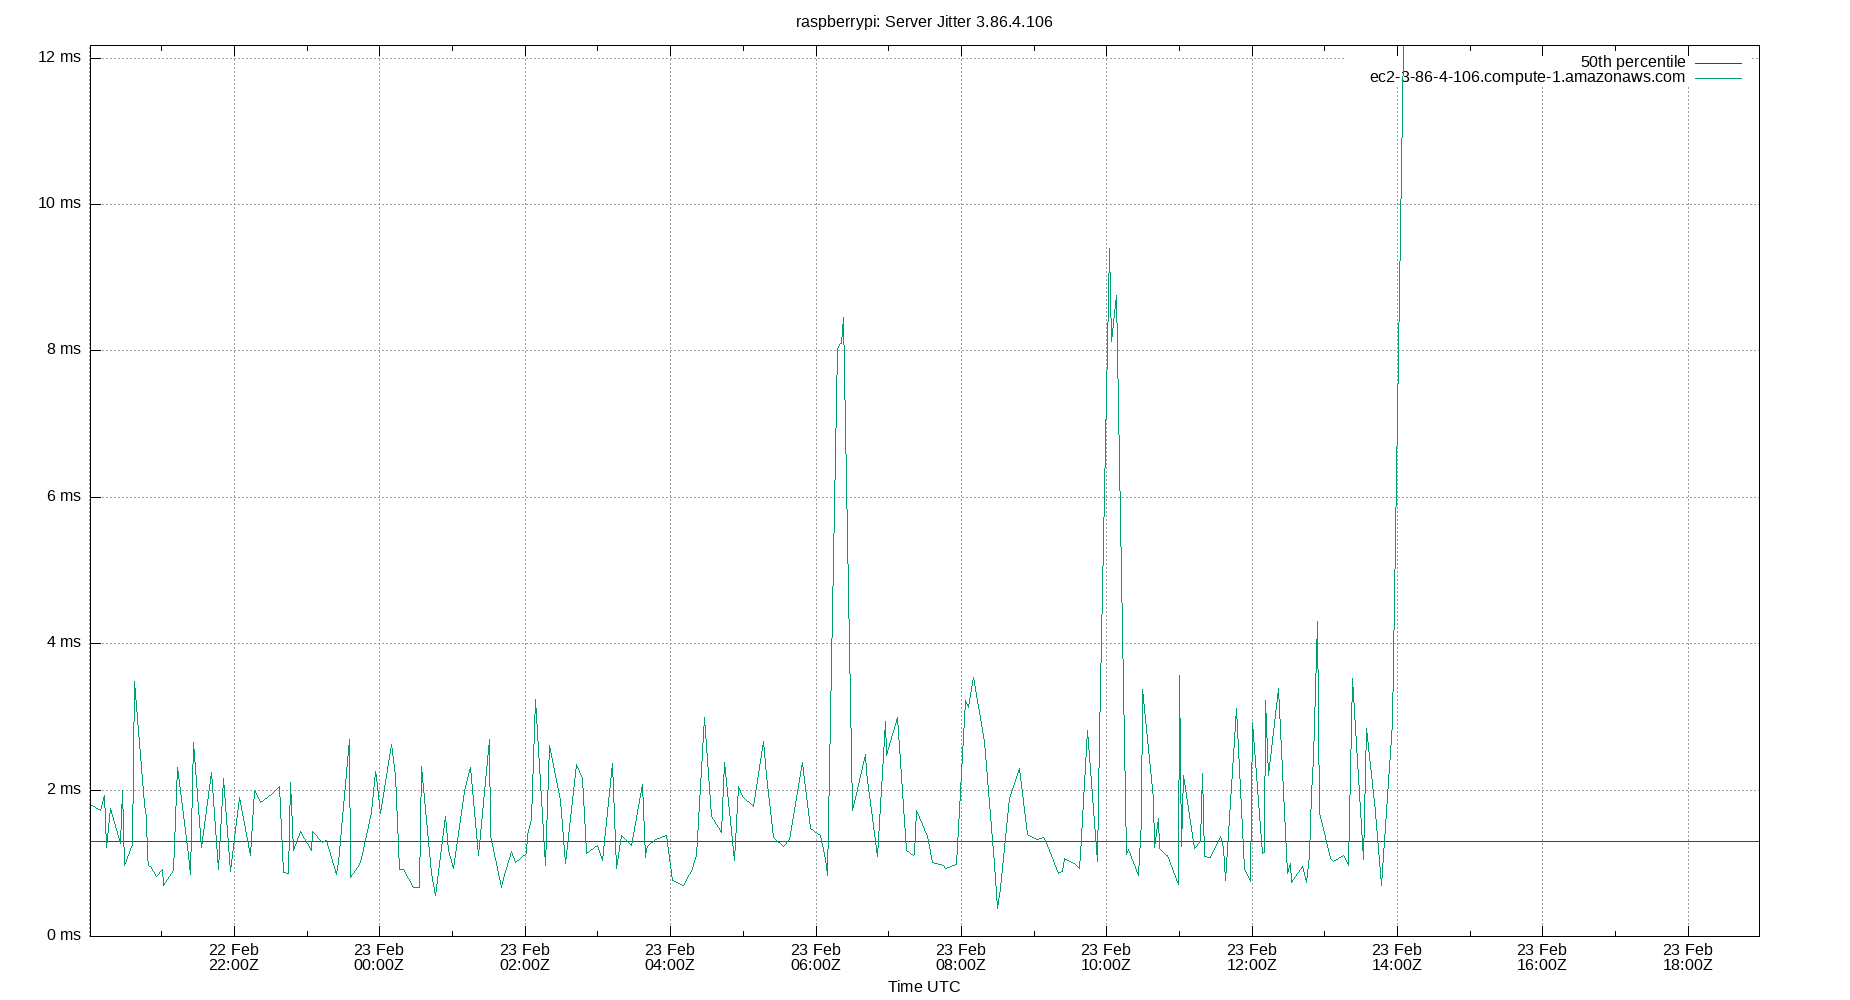 raspberrypi: Server Jitter 3.86.4.106
12 ms
10 ms
8 ms
6 ms
4 ms
2 ms
0 ms
50th percentile
ec2-3-86-4-106.compute-1.amazonaws.com
22 Feb 23 Feb 23 Feb 23 Feb 23 Feb 23 Feb 23 Feb 23 Feb 23 Feb 23 Feb 23 Feb
22:00Z 00:00Z 02:00Z 04:00Z 06:00Z 08:00Z 10:00Z 12:00Z 14:00Z 16:00Z 18:00Z
Time UTC